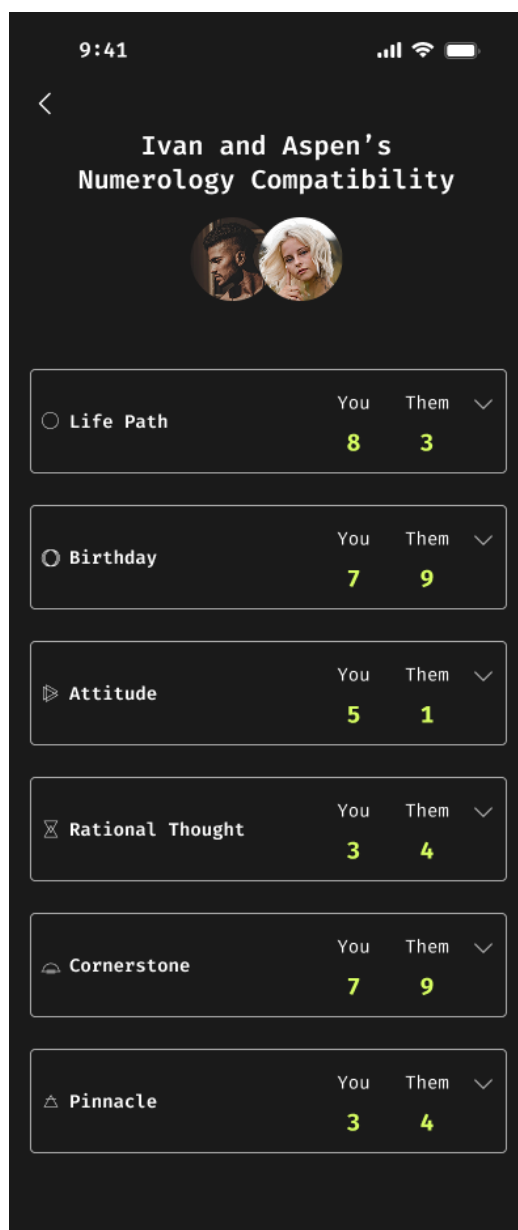 9:41
Ivan and Aspen’s
Numerology Compatibility
You Them
Life Path
8 3
You Them
Birthday
7 9
You Them
Attitude
5 1
You Them
Rational Thought
3 4
You Them
Cornerstone
7 9
You Them
Pinnacle
3 4